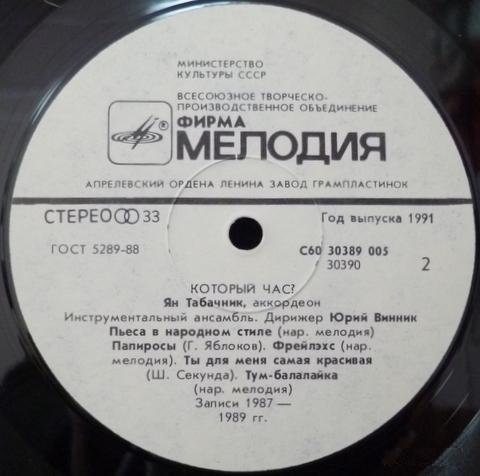 МИНИСТЕРСТВО
КУЛЬТУРЫ СССР
ВСЕСОЮЗНОЕ ТВОРЧЕСКО-
ПРОИЗВОДСТВЕННОЕ ОБЪЕДИНЕНИЕ
ФИРМА
МЕЛОДИЯ
АПРЕЛЕВСКИЙ ОРДЕНА ЛЕНИНА ЗАВОД ГРАМПЛАСТИНОК
СТЕРЕО 33
Год выпуска 1991
ГОСТ 5289-88
С60 30389 005
30390
2
КОТОРЫЙ ЧАС?
Ян Табачник, аккордеон
Инструментальный ансамбль. Дирижер Юрий Винник
Пьеса в народном стиле (нар. мелодия)
Папиросы (Г. Яблоков). Фрейлэхс (нар.
мелодия). Ты для меня самая красивая
(Ш. Секунда). Тум-балалайка
(нар. мелодия)
Записи 1987—
1989 гг.